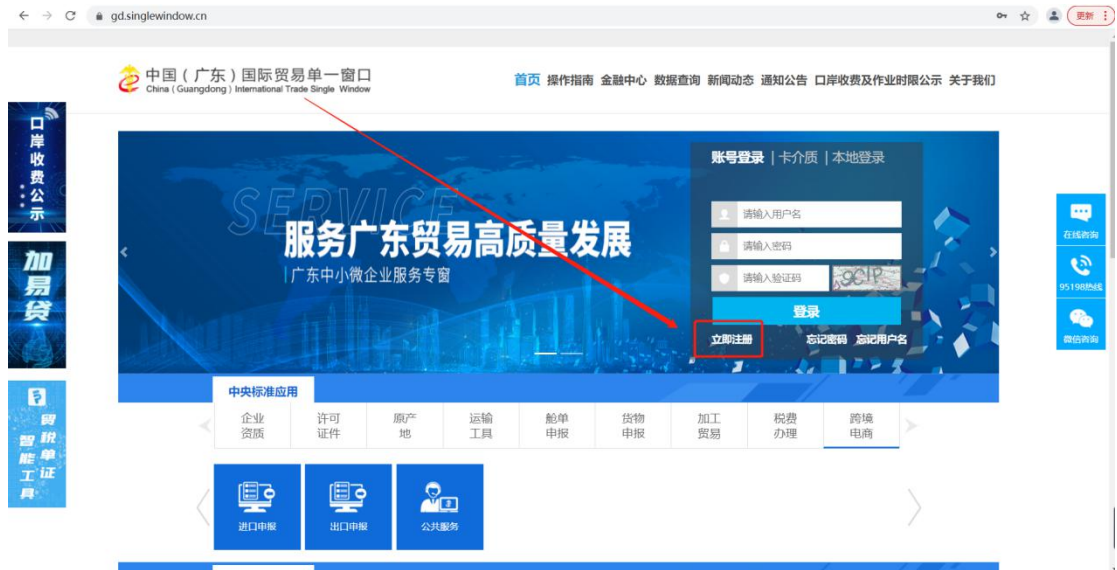 gd.singlewindow.cn
更新
中国（广东）国际贸易单一窗口
China (Guangdong) International Trade Single Window
首页 操作指南 金融中心 数据查询 新闻动态 通知公告 口岸收费及作业时限公示 关于我们
口岸收费公示
加易贷
贸税单证
智能工具
SERVICE
服务广东贸易高质量发展
广东中小微企业服务专窗
账号登录 | 卡介质 | 本地登录
请输入用户名
请输入密码
请输入验证码
登录
立即注册 忘记密码 忘记用户名
在线咨询
95198热线
微信咨询
中央标准应用
企业资质 许可证件 原产地 运输工具 舱单申报 货物申报 加工贸易 税费办理 跨境电商
进口申报 出口申报 公共服务